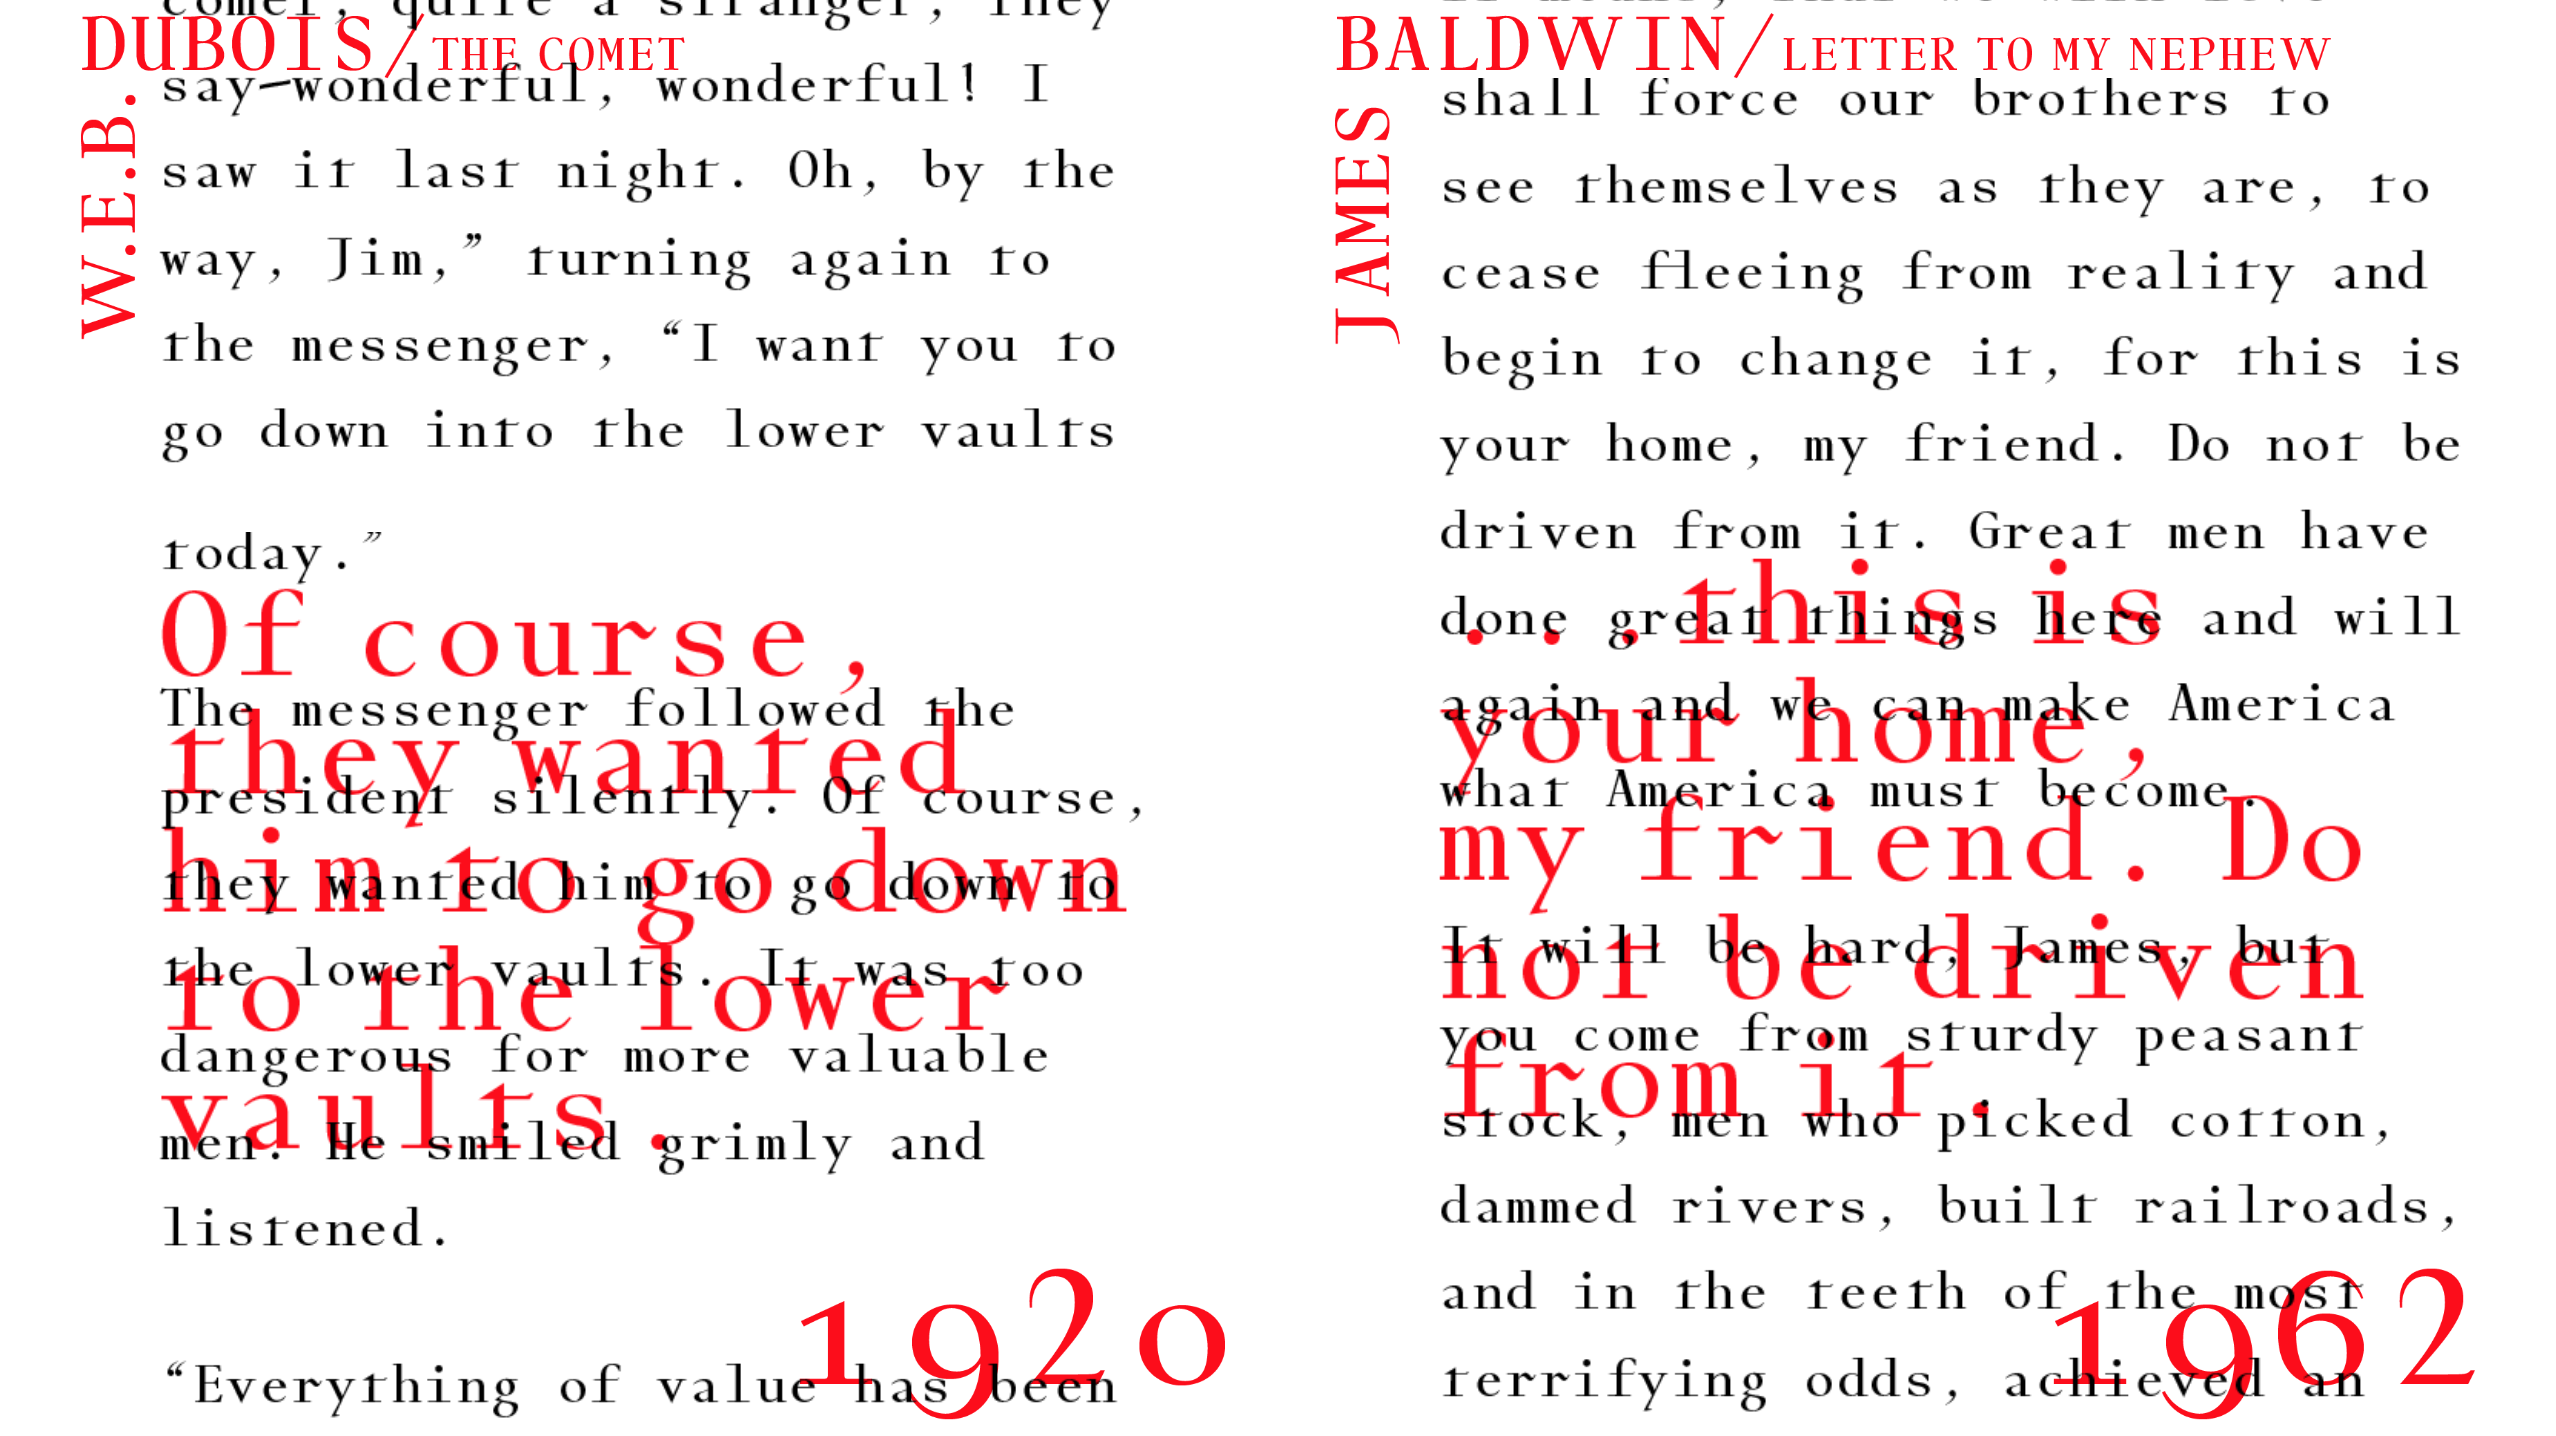 comet, quite a stranger, they
DUBOIS/THE COMET
W.E.B.
say—wonderful, wonderful! I
saw it last night. Oh, by the
way, Jim,” turning again to
the messenger, “I want you to
go down into the lower vaults
today.”
Of course,
they wanted
him to go down
to the lower
vaults.
The messenger followed the
president silently. Of course,
they wanted him to go down to
the lower vaults. It was too
dangerous for more valuable
men. He smiled grimly and
listened.
“Everything of value has been
1920
BALDWIN/LETTER TO MY NEPHEW
JAMES
shall force our brothers to
see themselves as they are, to
cease fleeing from reality and
begin to change it, for this is
your home, my friend. Do not be
driven from it. Great men have
done great things here and will
again and we can make America
what America must become.
...this is
your home,
my friend. Do
not be driven
from it.
It will be hard, James, but
you come from sturdy peasant
stock, men who picked cotton,
dammed rivers, built railroads,
and in the teeth of the most
terrifying odds, achieved an
1962